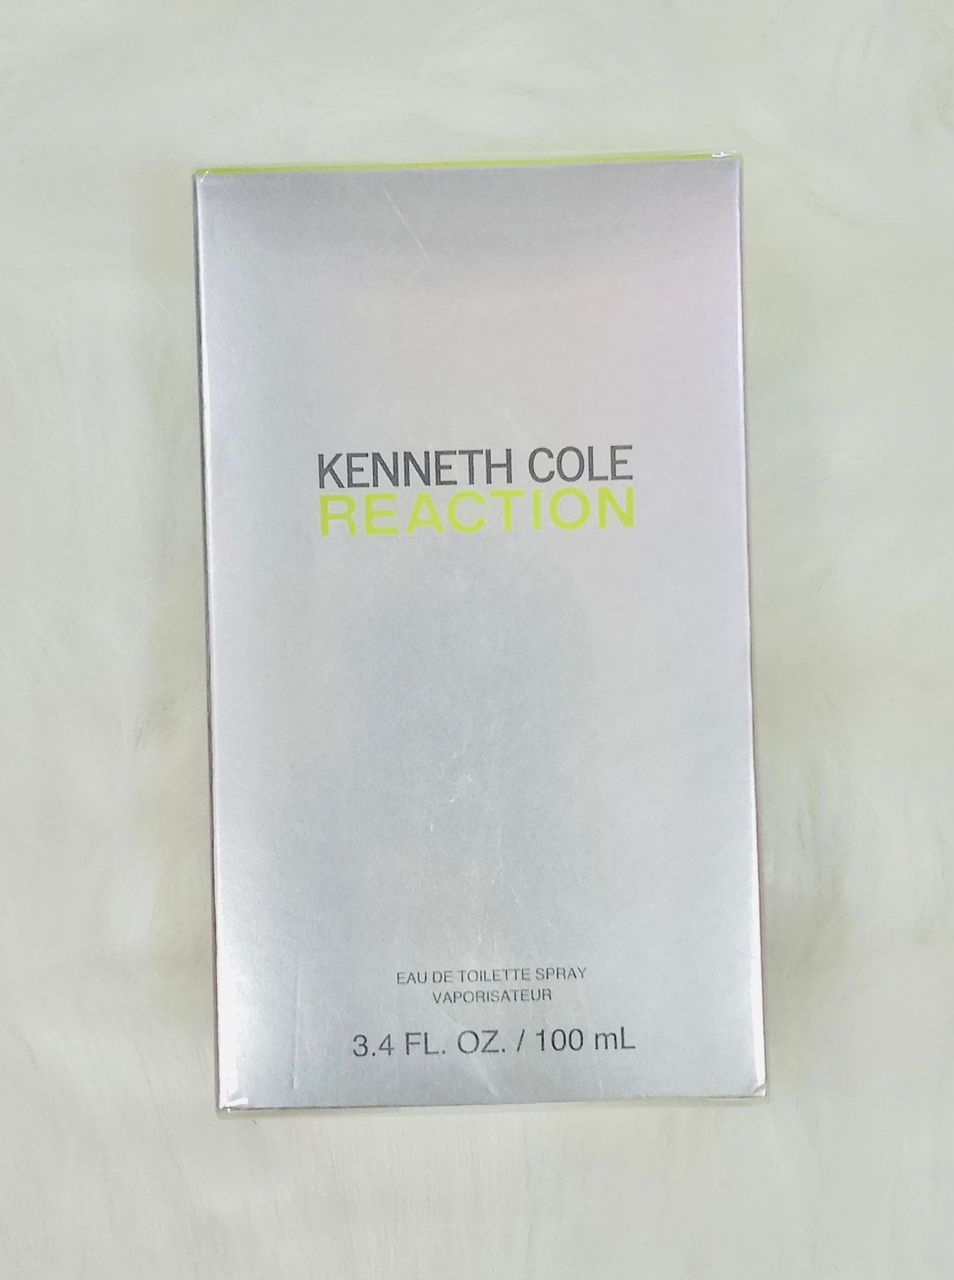 KENNETH COLE
REACTION
EAU DE TOILETTE SPRAY
VAPORISATEUR
3.4 FL. OZ. / 100 mL